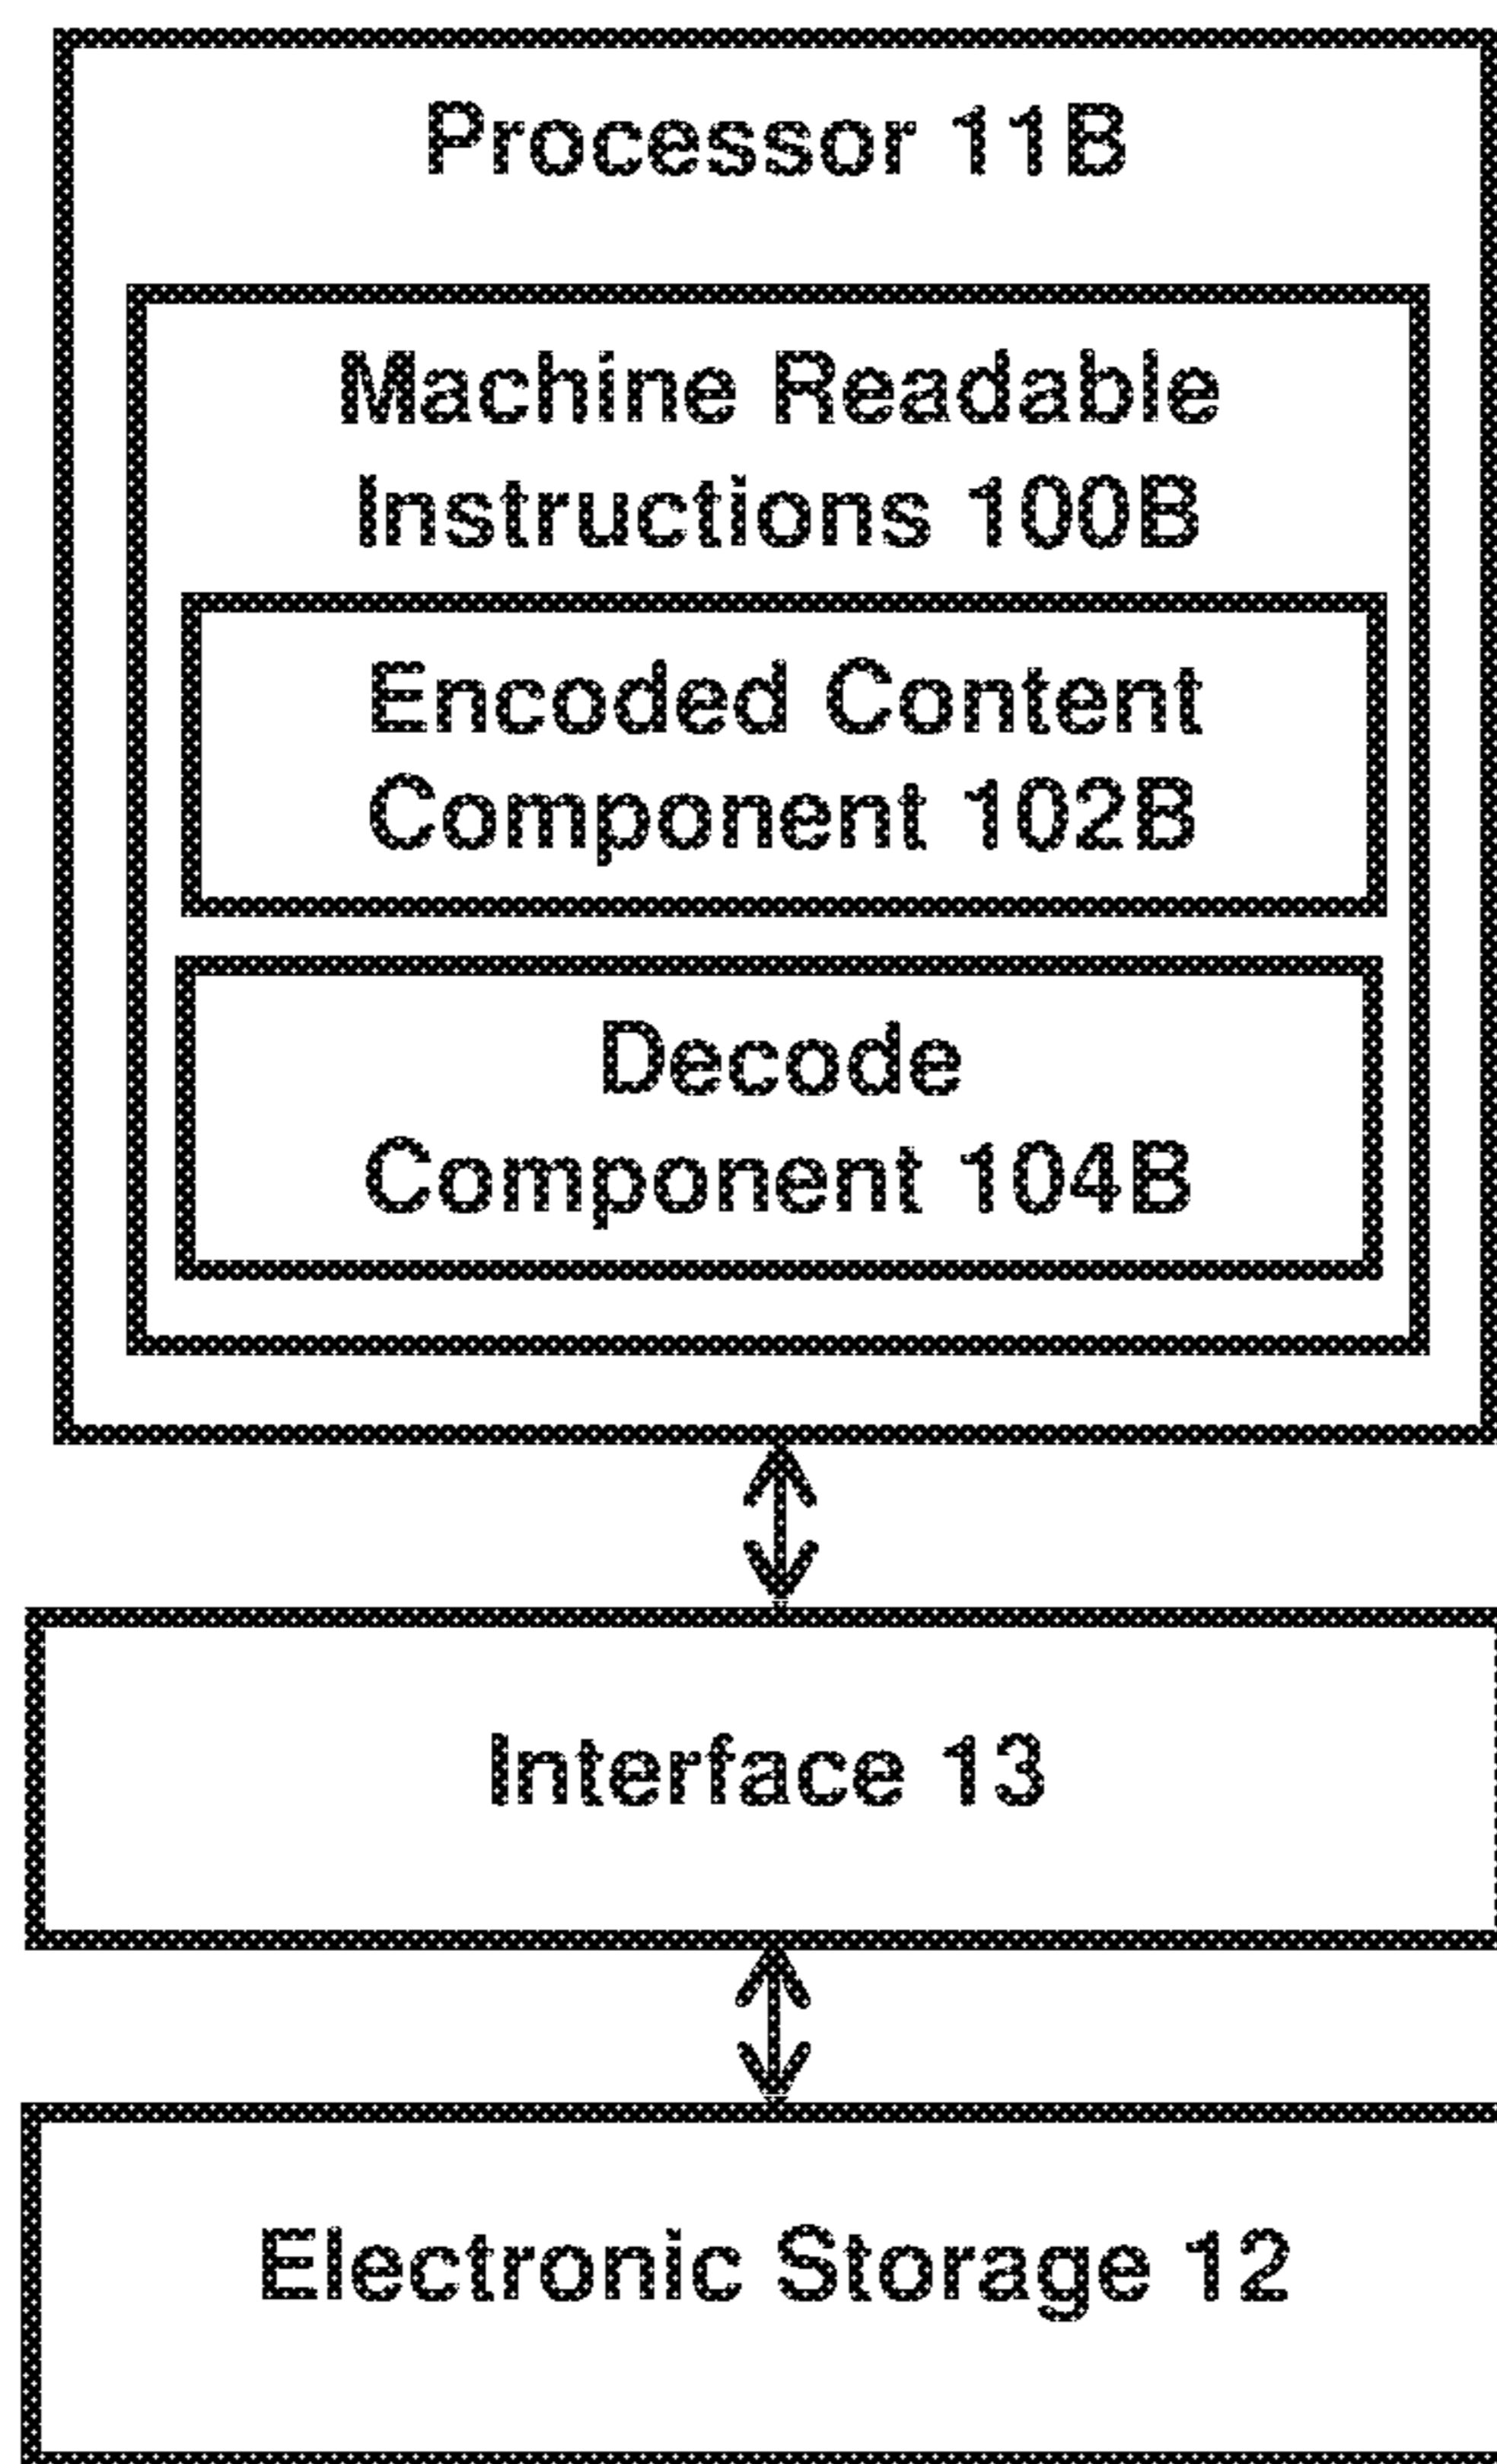 Processor 11B
Machine Readable
Instructions 100B
Encoded Content
Component 102B
Decode
Component 104B
Interface 13
Electronic Storage 12